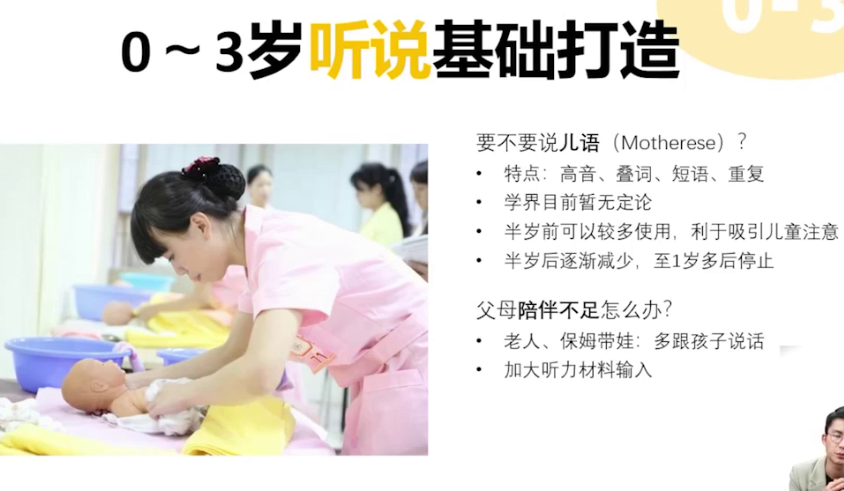 0-3
0～3岁听说基础打造
要不要说儿语（Motherese）?
• 特点：高音、叠词、短语、重复
• 学界目前暂无定论
• 半岁前可以较多使用，利于吸引儿童注意
• 半岁后逐渐减少，至1岁多后停止
父母陪伴不足怎么办?
• 老人、保姆带娃：多跟孩子说话
• 加大听力材料输入